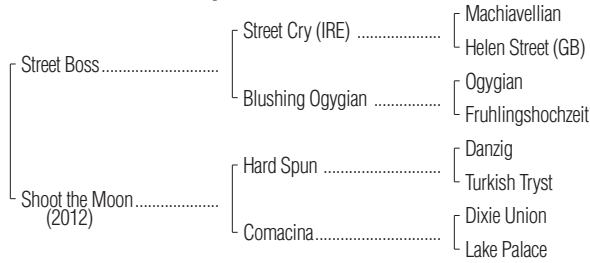 Machiavellian
Street Cry (IRE) ..................
Helen Street (GB)
Street Boss.........................
Ogygian
Blushing Ogygian ................
Fruhlingshochzeit
Danzig
Hard Spun .........................
Turkish Tryst
Shoot the Moon..................
(2012)
Dixie Union
Comacina...........................
Lake Palace